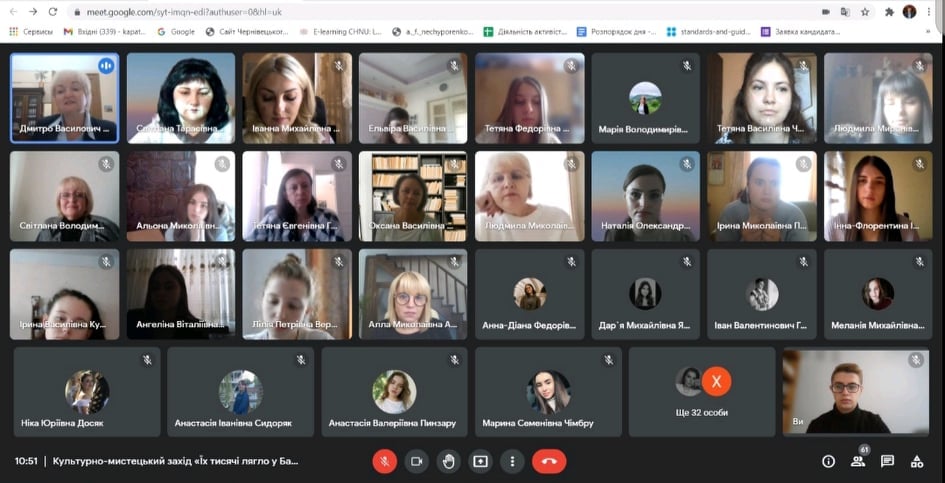 meet.google.com/syt-imqn-edi?authuser=0&hl=uk
Сервисы
Вхідні (339) - kapat...
Google
Сайт Чернівецьког...
E-learning CHNU: L...
a._f._nechyporenko...
Діяльність активіст...
Розпорядок дня -...
standards-and-guid...
Заявка кандидата...
Дмитро Василович ...
Світлана Тарасівна...
Іванна Михайлівна ...
Ельвіра Василівна ...
Тетяна Федорівна ...
Марія Володимирів...
Тетяна Василівна Ч...
Людмила Миронівн...
Світлана Володим...
Альона Миколаївн...
Тетяна Євгенівна Г...
Оксана Василівна ...
Людмила Миколаїв...
Наталія Олександр...
Ірина Миколаївна П...
Інна-Флорентина І...
Ірина Василівна Ку...
Ангеліна Віталіївна...
Лілія Петрівна Вер...
Алла Миколаївна А...
Анна-Діана Федорів...
Дар`я Михайлівна Я...
Іван Валентинович Г...
Меланія Михайлівна...
Ніка Юріївна Досяк
Анастасія Іванівна Сидоряк
Анастасія Валеріївна Пинзару
Марина Семенівна Чімбру
X
Ще 32 особи
Ви
10:51 | Культурно-мистецький захід «Їх тисячі лягло у Ба...
61